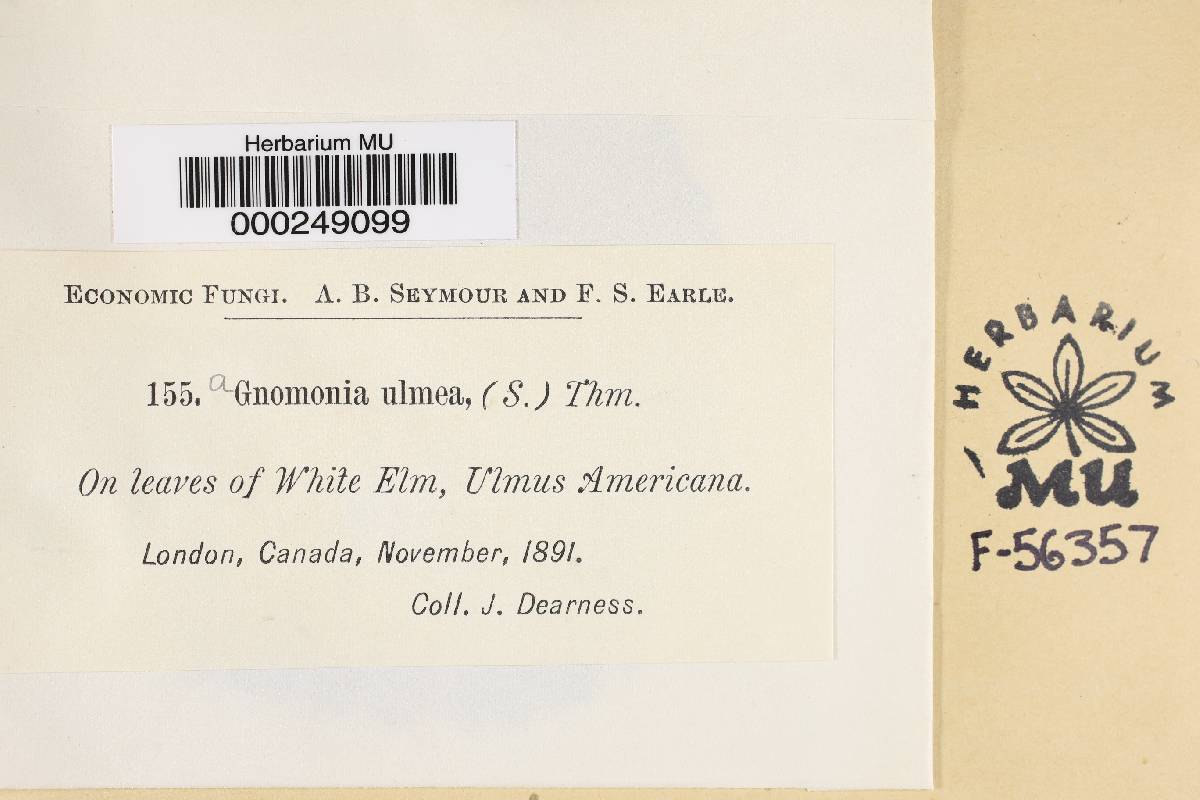 Herbarium MU
000249099
ECONOMIC FUNGI. A. B. SEYMOUR AND F. S. EARLE.
155. a Gnomonia ulmea, (S.) Thm.
On leaves of White Elm, Ulmus Americana.
London, Canada, November, 1891.
Coll. J. Dearness.
HERBARIUM
MU
F-56357